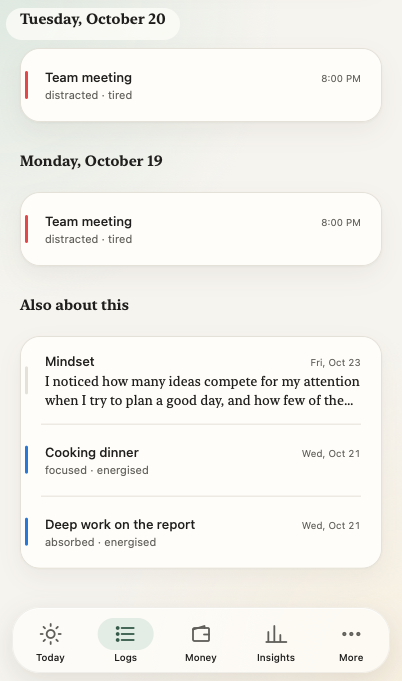 Tuesday, October 20
Team meeting
8:00 PM
distracted · tired
Monday, October 19
Team meeting
8:00 PM
distracted · tired
Also about this
Mindset
Fri, Oct 23
I noticed how many ideas compete for my attention
when I try to plan a good day, and how few of the...
Cooking dinner
Wed, Oct 21
focused · energised
Deep work on the report
Wed, Oct 21
absorbed · energised
Today
Logs
Money
Insights
More